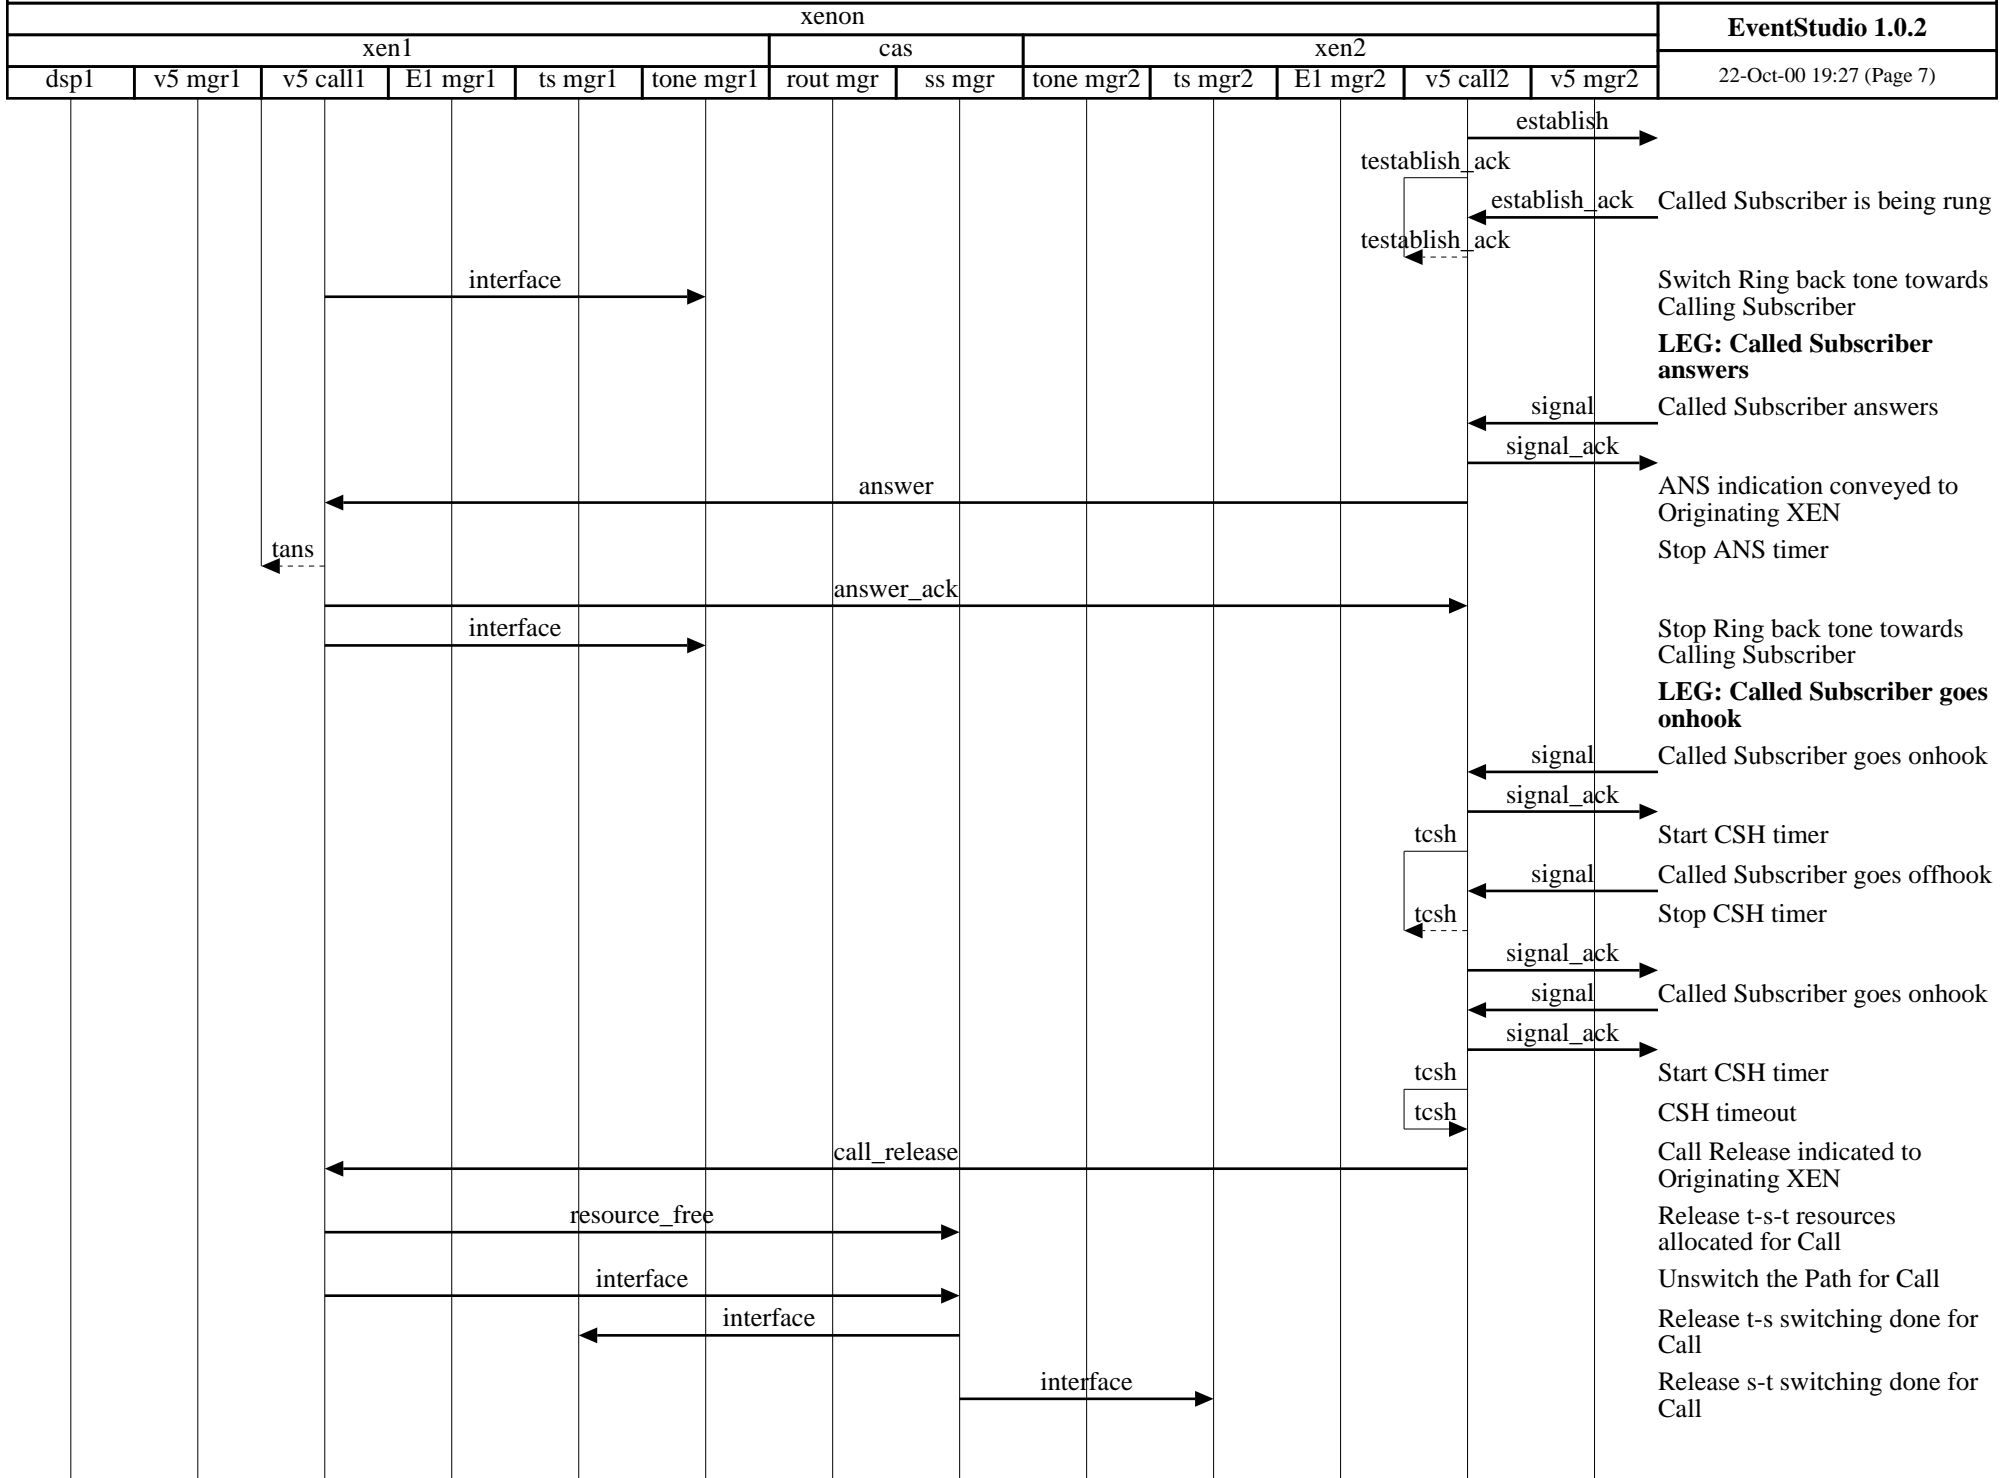 xenon
EventStudio 1.0.2
xen1 cas xen2
dsp1 v5 mgr1 v5 call1 E1 mgr1 ts mgr1 tone mgr1 rout mgr ss mgr tone mgr2 ts mgr2 E1 mgr2 v5 call2 v5 mgr2
22-Oct-00 19:27 (Page 7)
establish
testablish_ack
establish_ack Called Subscriber is being rung
testablish_ack
interface Switch Ring back tone towards
Calling Subscriber
LEG: Called Subscriber
answers
signal Called Subscriber answers
signal_ack
answer ANS indication conveyed to
Originating XEN
tans Stop ANS timer
answer_ack
interface Stop Ring back tone towards
Calling Subscriber
LEG: Called Subscriber goes
onhook
signal Called Subscriber goes onhook
signal_ack
tcsh Start CSH timer
signal Called Subscriber goes offhook
tcsh Stop CSH timer
signal_ack
signal Called Subscriber goes onhook
signal_ack
tcsh Start CSH timer
tcsh CSH timeout
call_release Call Release indicated to
Originating XEN
resource_free Release t-s-t resources
allocated for Call
interface Unswitch the Path for Call
interface Release t-s switching done for
Call
interface Release s-t switching done for
Call